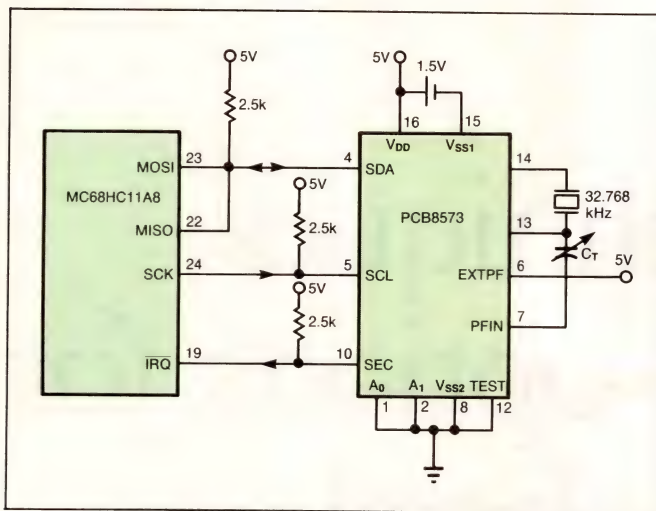 5V
5V
1.5V
2.5k
16
15
VDD
VSS1
MOSI
23
4
SDA
14
MC68HC11A8
5V
PCB8573
32.768
kHz
MISO
22
2.5k
13
CT
SCK
24
5
SCL
EXTPF
6
5V
5V
2.5k
PFIN
7
IRQ
19
10
SEC
A0
A1
VSS2
TEST
1
2
8
12